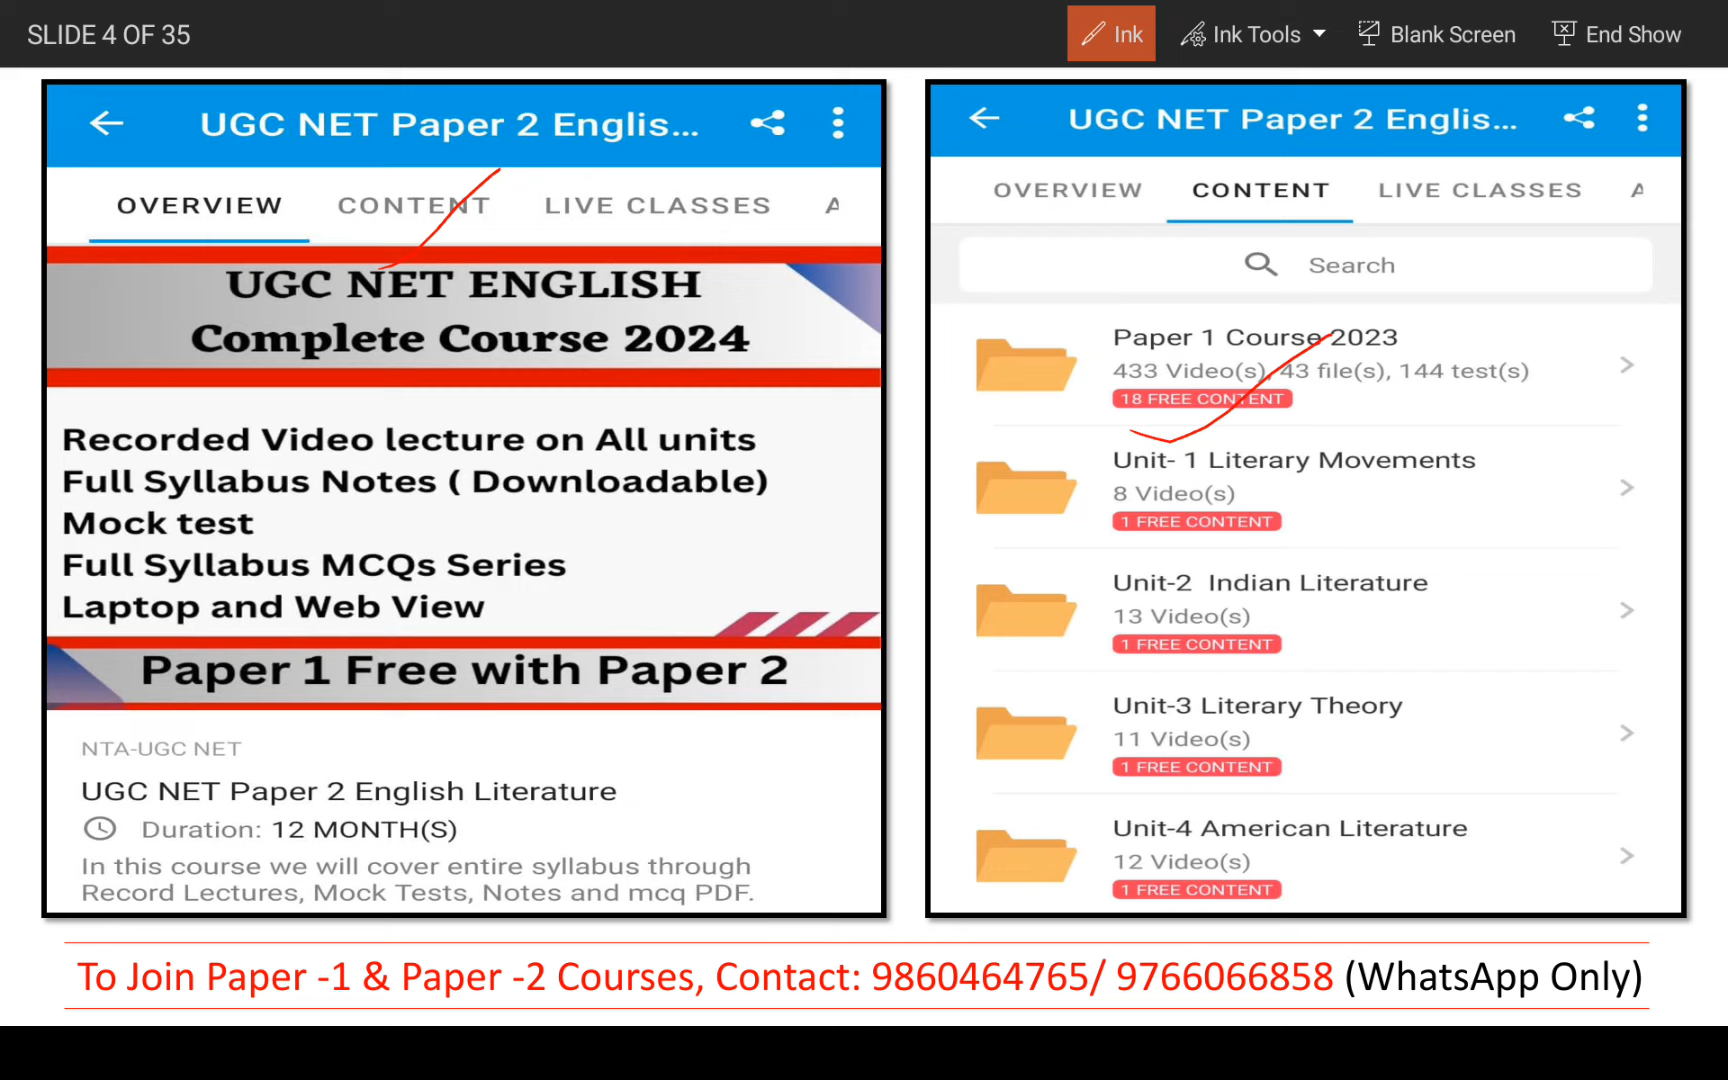 SLIDE 4 OF 35
Ink
Ink Tools
Blank Screen
End Show
UGC NET Paper 2 Englis...
OVERVIEW
CONTENT
LIVE CLASSES
A
UGC NET ENGLISH
Complete Course 2024
Recorded Video lecture on All units
Full Syllabus Notes ( Downloadable)
Mock test
Full Syllabus MCQs Series
Laptop and Web View
Paper 1 Free with Paper 2
NTA-UGC NET
UGC NET Paper 2 English Literature
Duration: 12 MONTH(S)
In this course we will cover entire syllabus through
Record Lectures, Mock Tests, Notes and mcq PDF.
UGC NET Paper 2 Englis...
OVERVIEW
CONTENT
LIVE CLASSES
A
Search
Paper 1 Course 2023
433 Video(s), 43 file(s), 144 test(s)
18 FREE CONTENT
Unit- 1 Literary Movements
8 Video(s)
1 FREE CONTENT
Unit-2 Indian Literature
13 Video(s)
1 FREE CONTENT
Unit-3 Literary Theory
11 Video(s)
1 FREE CONTENT
Unit-4 American Literature
12 Video(s)
1 FREE CONTENT
To Join Paper -1 & Paper -2 Courses, Contact: 9860464765/ 9766066858 (WhatsApp Only)